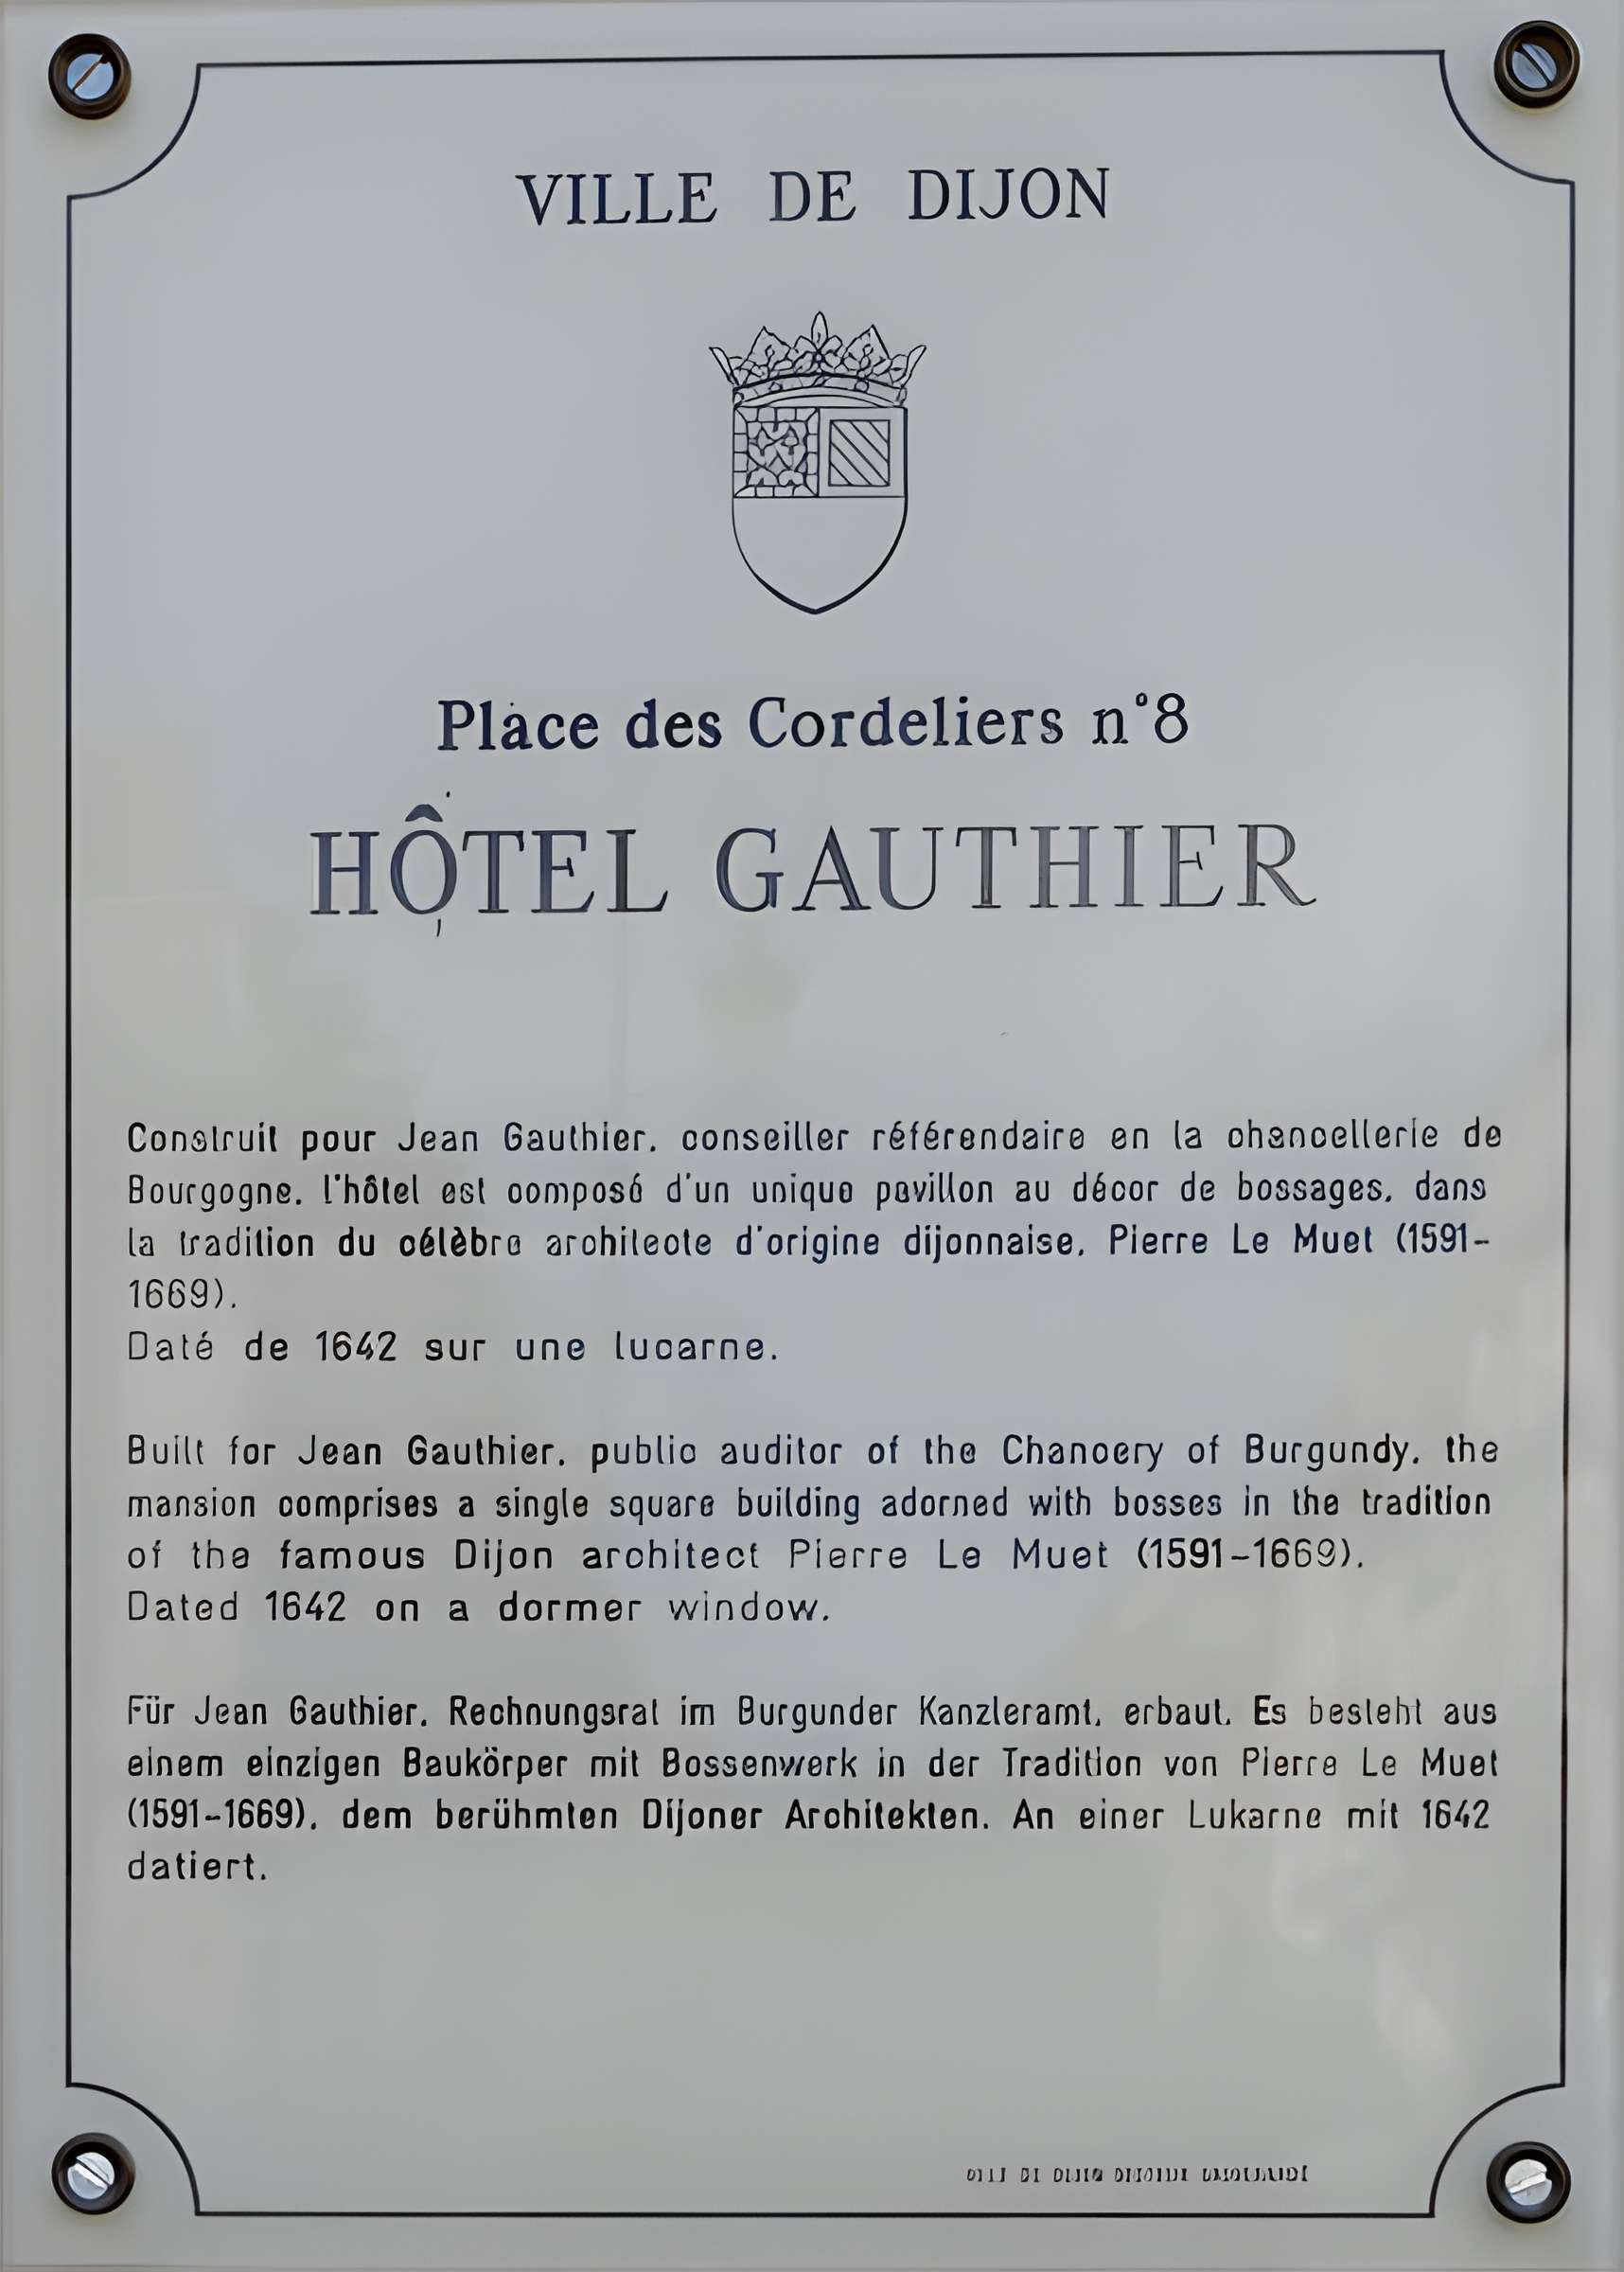 VILLE DE DIJON
Place des Cordeliers n°8
HÔTEL GAUTHIER
Construit pour Jean Gauthier, conseiller référendaire en la chancellerie de
Bourgogne, l'hôtel est composé d'un unique pavillon au décor de bossages, dans
la tradition du célèbre architecte d'origine dijonnaise, Pierre Le Muet (1591-
1669).
Daté de 1642 sur une lucarne.
Built for Jean Gauthier, public auditor of the Chancery of Burgundy, the
mansion comprises a single square building adorned with bosses in the tradition
of the famous Dijon architect Pierre Le Muet (1591-1669).
Dated 1642 on a dormer window.
Für Jean Gauthier, Rechnungsrat im Burgunder Kanzleramt, erbaut. Es besteht aus
einem einzigen Baukörper mit Bossenwerk in der Tradition von Pierre Le Muet
(1591-1669), dem berühmten Dijoner Architekten. An einer Lukarne mit 1642
datiert.